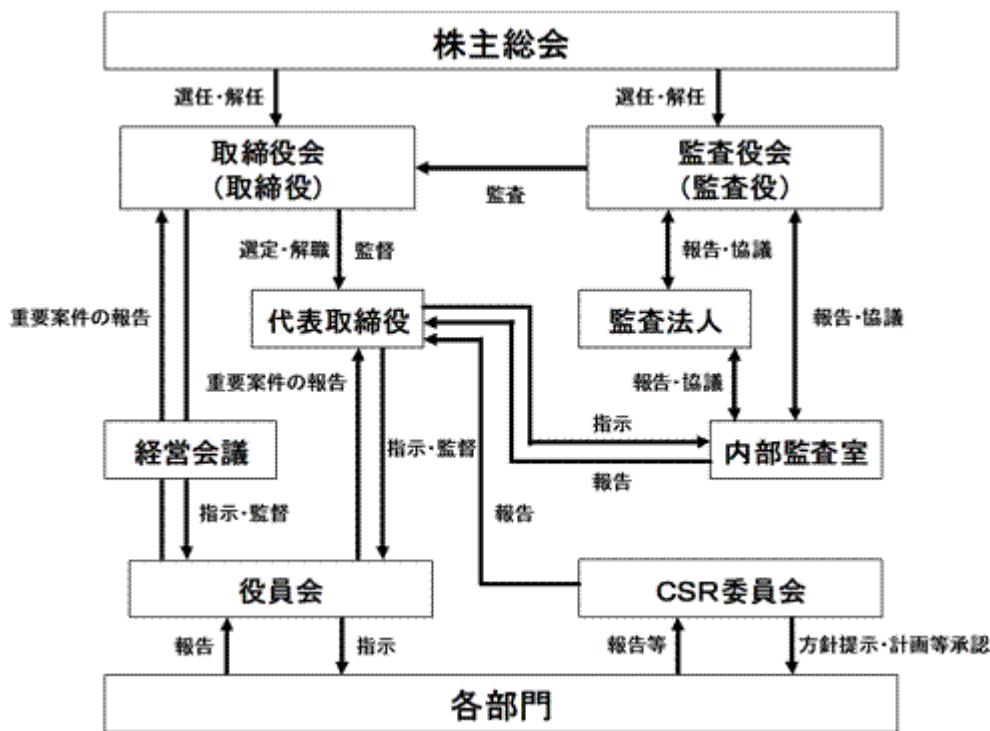 株主総会
選任・解任
選任・解任
取締役会
(取締役)
監査役会
(監査役)
監査
選定・解職
監督
報告・協議
重要案件の報告
代表取締役
監査法人
報告・協議
重要案件の報告
報告・協議
指示
経営会議
指示・監督
内部監査室
報告
指示・監督
報告
役員会
CSR委員会
報告
指示
報告等
方針提示・計画等承認
各部門